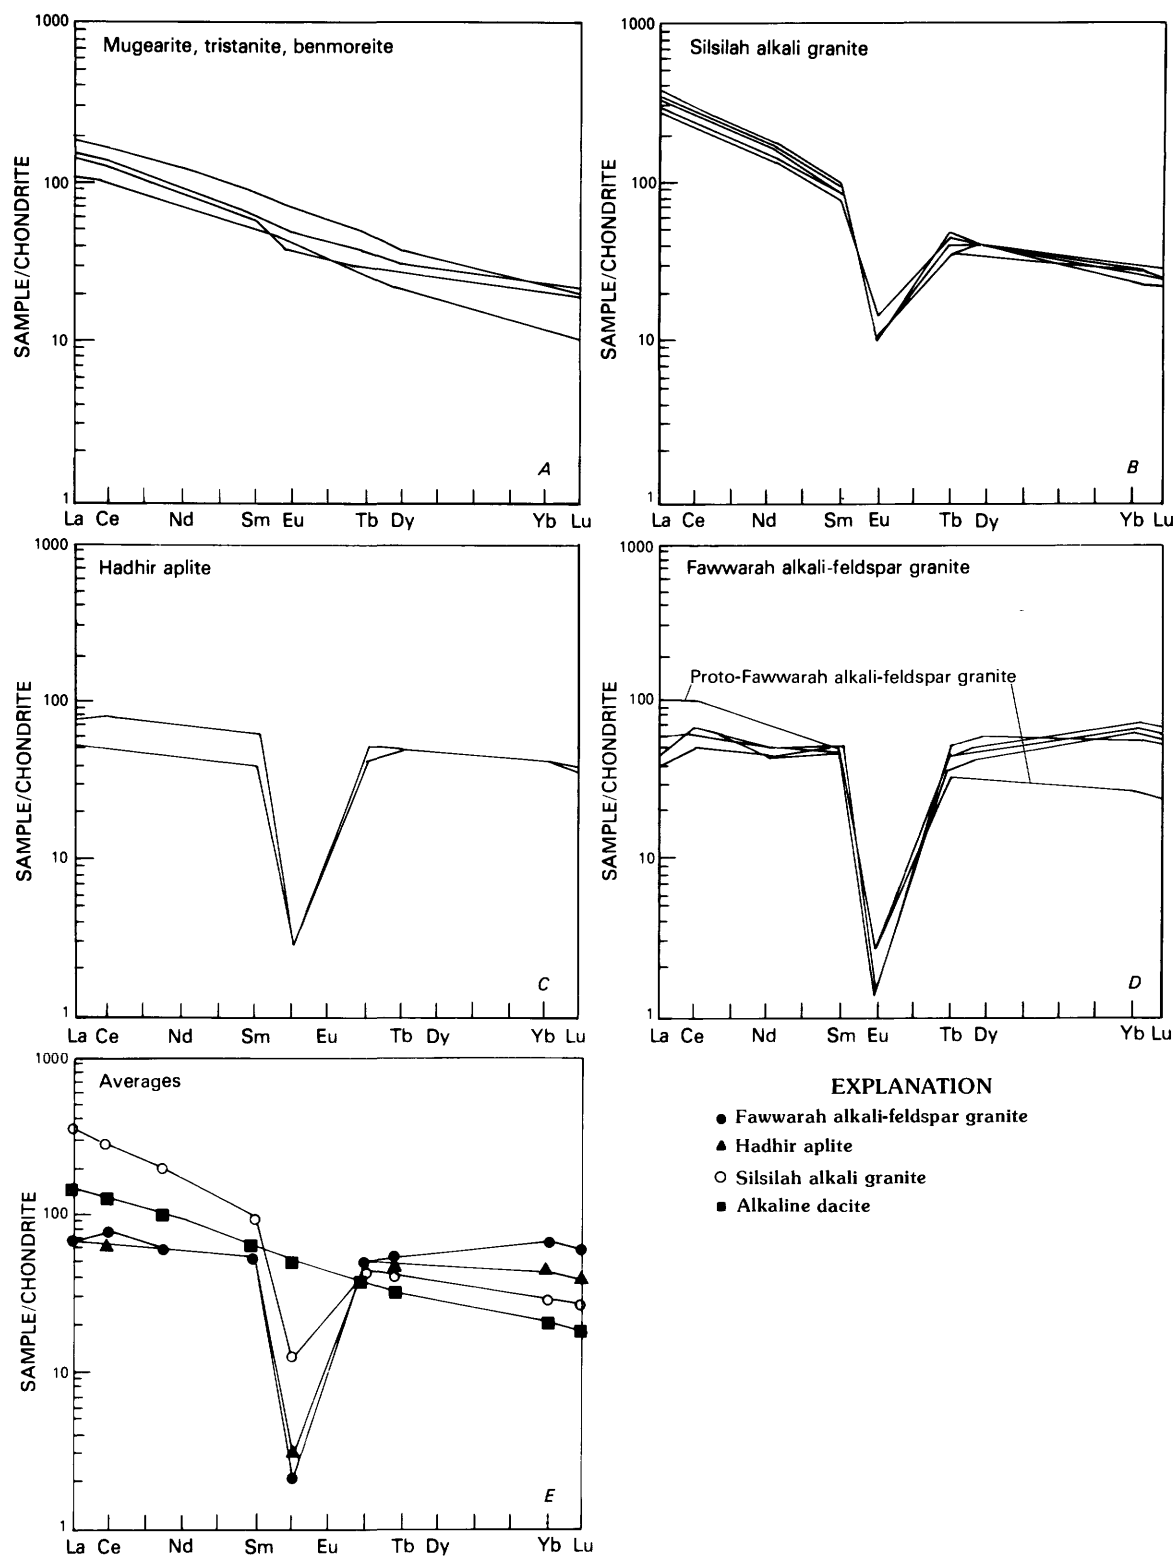 Mugearite, tristanite, benmoreite
SAMPLE/CHONDRITE
1000
100
10
1
A
La Ce Nd Sm Eu Tb Dy Yb Lu
Silsilah alkali granite
SAMPLE/CHONDRITE
1000
100
10
1
B
La Ce Nd Sm Eu Tb Dy Yb Lu
Hadhir aplite
SAMPLE/CHONDRITE
1000
100
10
1
C
La Ce Nd Sm Eu Tb Dy Yb Lu
Fawwarah alkali-feldspar granite
Proto-Fawwarah alkali-feldspar granite
SAMPLE/CHONDRITE
1000
100
10
1
D
La Ce Nd Sm Eu Tb Dy Yb Lu
Averages
SAMPLE/CHONDRITE
1000
100
10
1
E
La Ce Nd Sm Eu Tb Dy Yb Lu
EXPLANATION
Fawwarah alkali-feldspar granite
Hadhir aplite
Silsilah alkali granite
Alkaline dacite